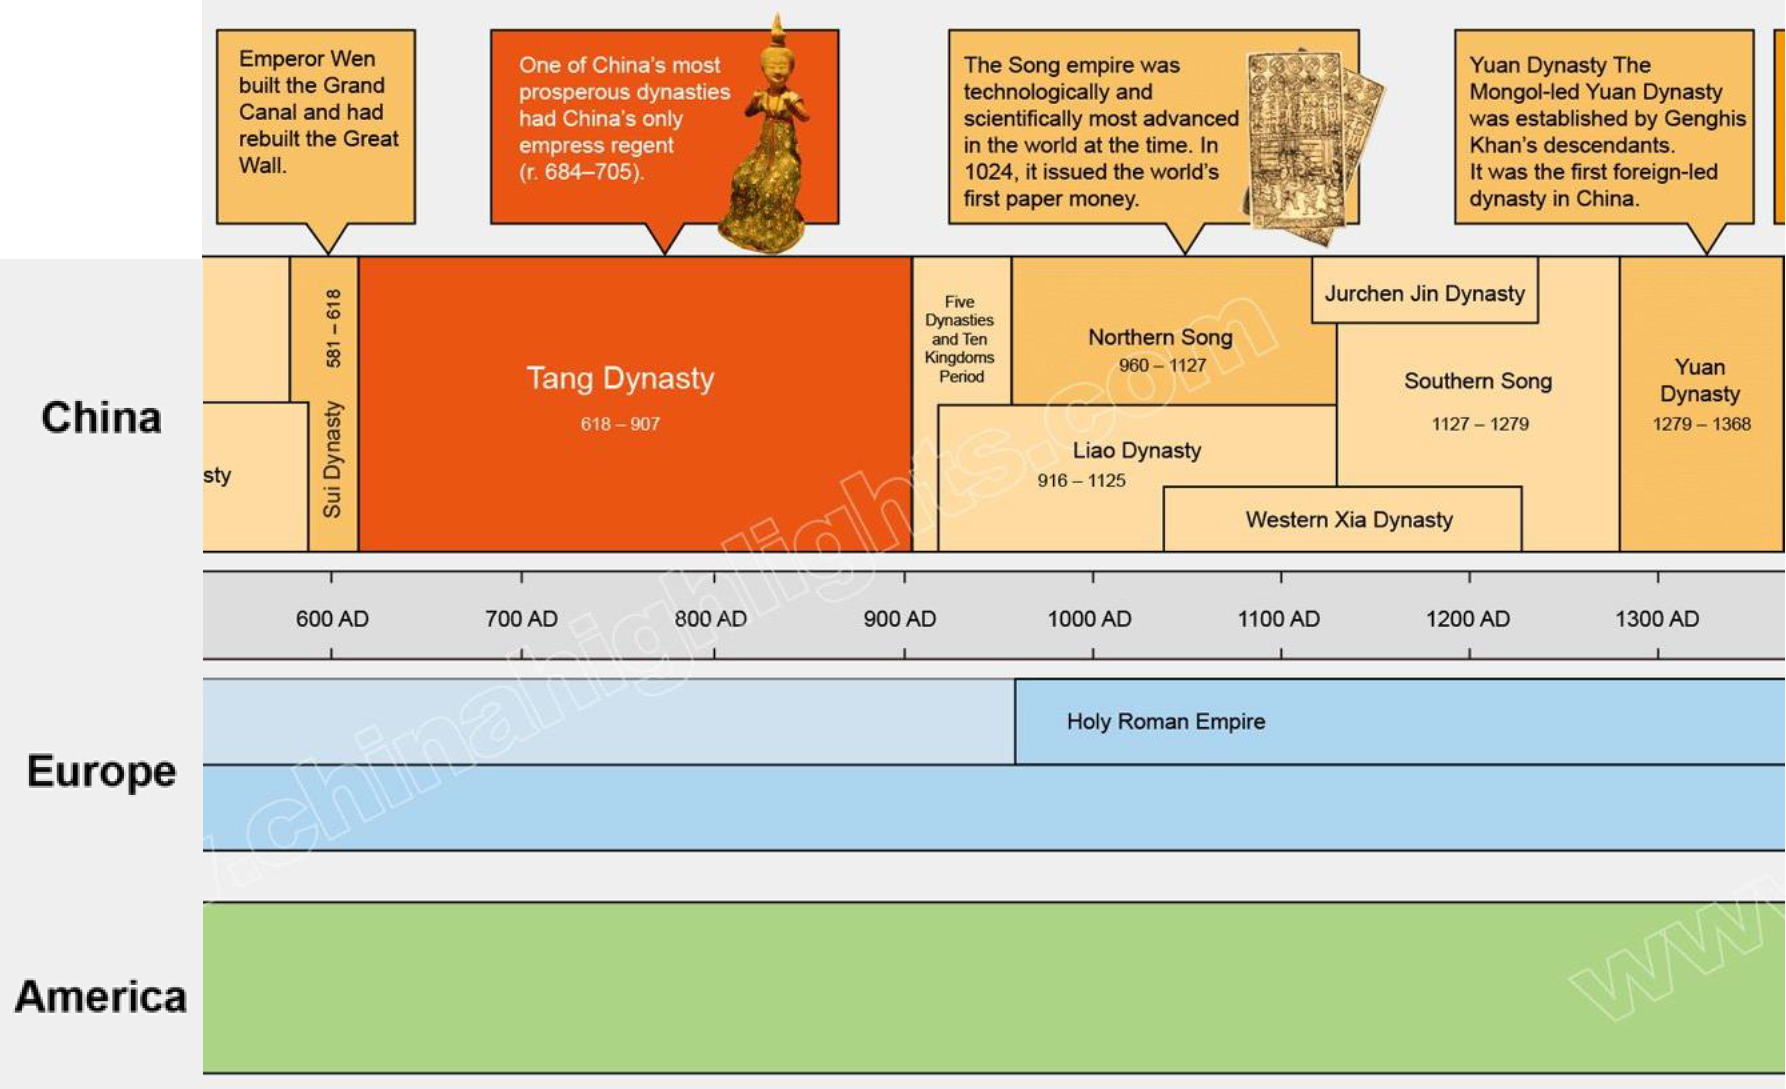 Emperor Wen
built the Grand
Canal and had
rebuilt the Great
Wall.
One of China's most
prosperous dynasties
had China's only
empress regent
(r. 684–705).
The Song empire was
technologically and
scientifically most advanced
in the world at the time. In
1024, it issued the world's
first paper money.
Yuan Dynasty The
Mongol-led Yuan Dynasty
was established by Genghis
Khan's descendants.
It was the first foreign-led
dynasty in China.
China
sty
Sui Dynasty 581 – 618
Tang Dynasty
618 – 907
Five
Dynasties
and Ten
Kingdoms
Period
Northern Song
960 – 1127
Liao Dynasty
916 – 1125
Jurchen Jin Dynasty
Southern Song
1127 – 1279
Western Xia Dynasty
Yuan
Dynasty
1279 – 1368
600 AD 700 AD 800 AD 900 AD 1000 AD 1100 AD 1200 AD 1300 AD
Europe
Holy Roman Empire
America
.chinahighlights.com
www